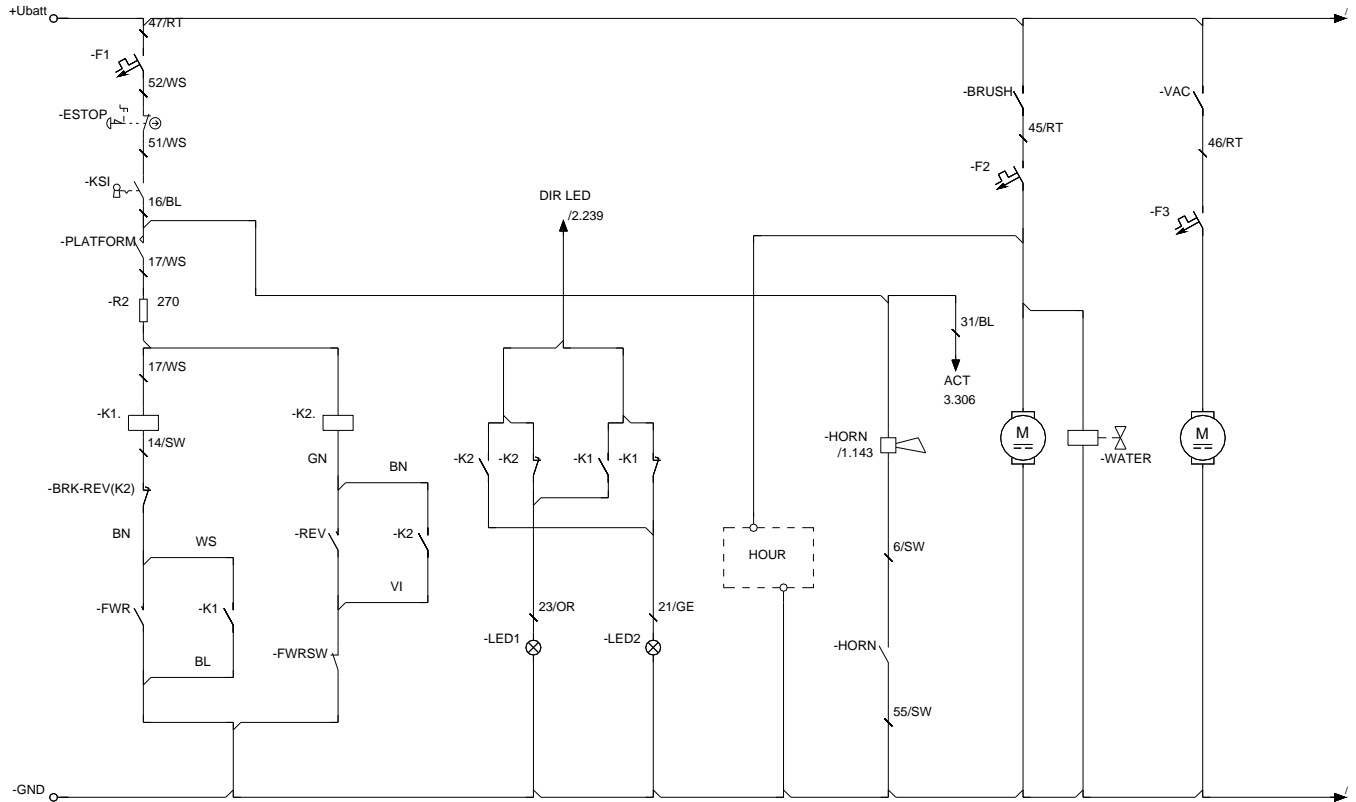 +Ubatt
/
47/RT
-F1
52/WS
-ESTOP
51/WS
-KSI
16/BL
-PLATFORM
17/WS
-R2 270
17/WS
-K1.
-K2.
14/SW
GN
BN
-BRK-REV(K2)
BN
WS
-REV
-K2
VI
-FWR
-K1
BL
-FWRSW
DIR LED
/2.239
-K2
-K2
-K1
-K1
23/OR
21/GE
-LED1
-LED2
HOUR
31/BL
ACT
3.306
-HORN
/1.143
6/SW
-HORN
55/SW
-BRUSH
45/RT
-F2
M
-WATER
-VAC
46/RT
-F3
M
-GND
/